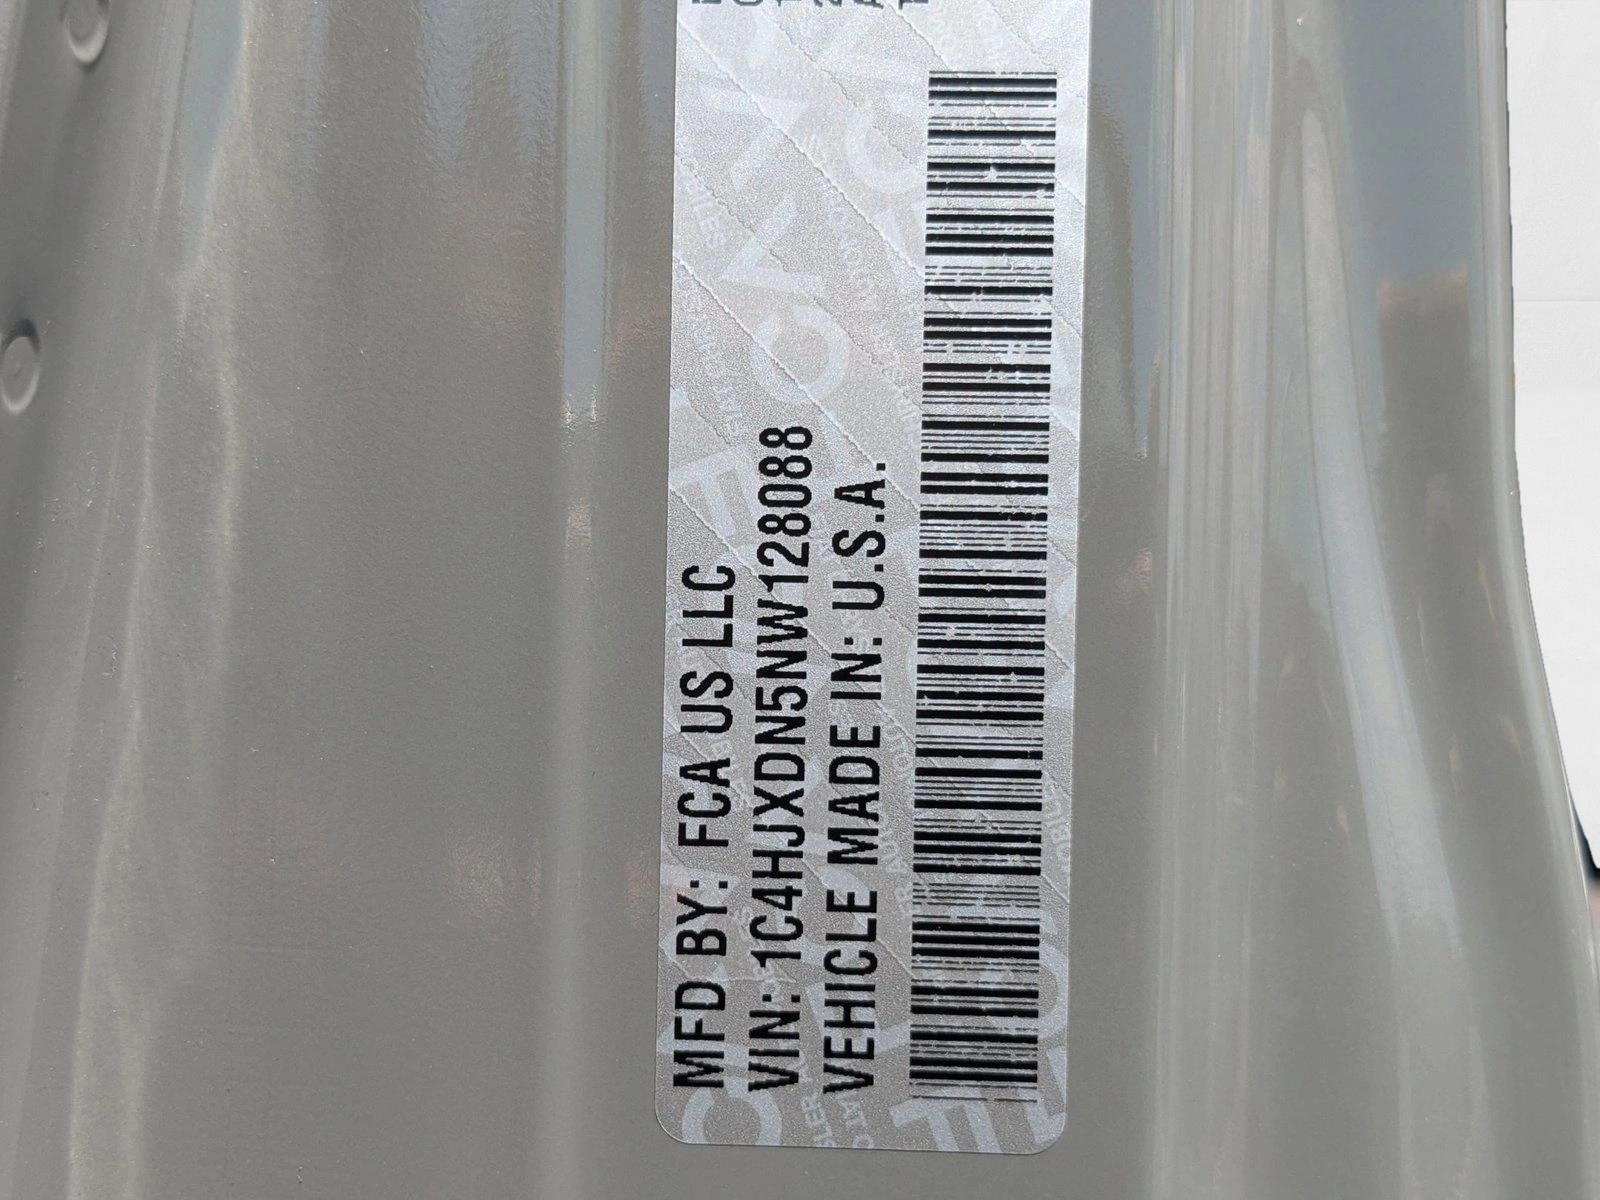 MFD BY: FCA US LLC
VIN: 1C4HJXDN5NW128088
VEHICLE MADE IN: U.S.A.